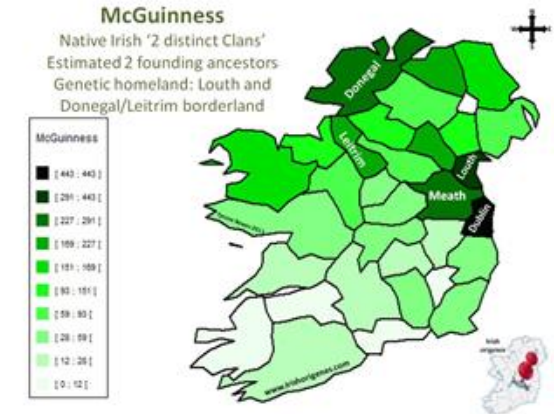 McGuinness
Native Irish ‘2 distinct Clans’
Estimated 2 founding ancestors
Genetic homeland: Louth and
Donegal/Leitrim borderland
McGuinness
[ 443 ; 443 ]
[ 291 ; 443 [
[ 227 ; 291 [
[ 169 ; 227 [
[ 151 ; 169 [
[ 93 ; 151 [
[ 59 ; 93 [
[ 28 ; 59 [
[ 12 ; 28 [
[ 0 ; 12 [
Donegal
Leitrim
Louth
Meath
Dublin
www.irishorigenes.com
Irish
origenes